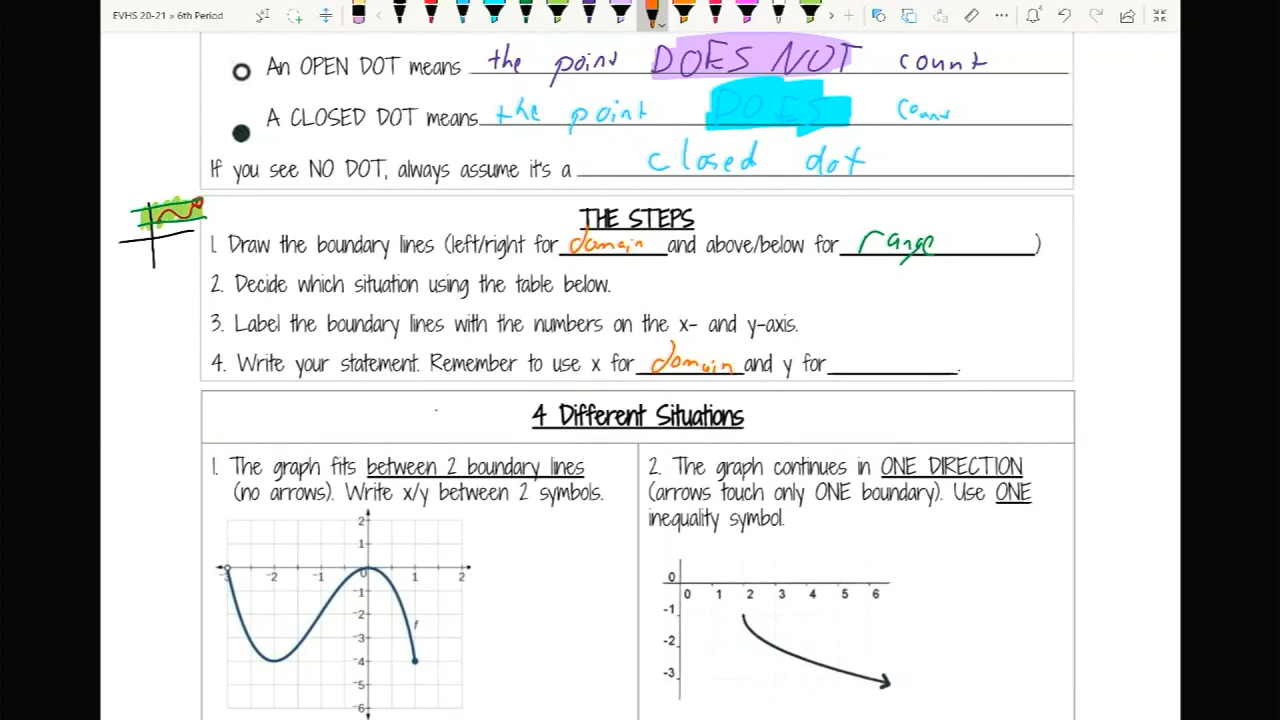 EVHS 20-21 » 6th Period
An OPEN DOT means the point DOES NOT count
A CLOSED DOT means the point DOES count
If you see NO DOT, always assume it's a closed dot
THE STEPS
1. Draw the boundary lines (left/right for domain and above/below for range)
2. Decide which situation using the table below.
3. Label the boundary lines with the numbers on the x- and y-axis.
4. Write your statement. Remember to use x for domain and y for ________.
4 Different Situations
1. The graph fits between 2 boundary lines
(no arrows). Write x/y between 2 symbols.
2
1
-3 -2 -1 0 1 2
-1
-2
f
-3
-4
-5
-6
2. The graph continues in ONE DIRECTION
(arrows touch only ONE boundary). Use ONE
inequality symbol.
0
0 1 2 3 4 5 6
-1
-2
-3